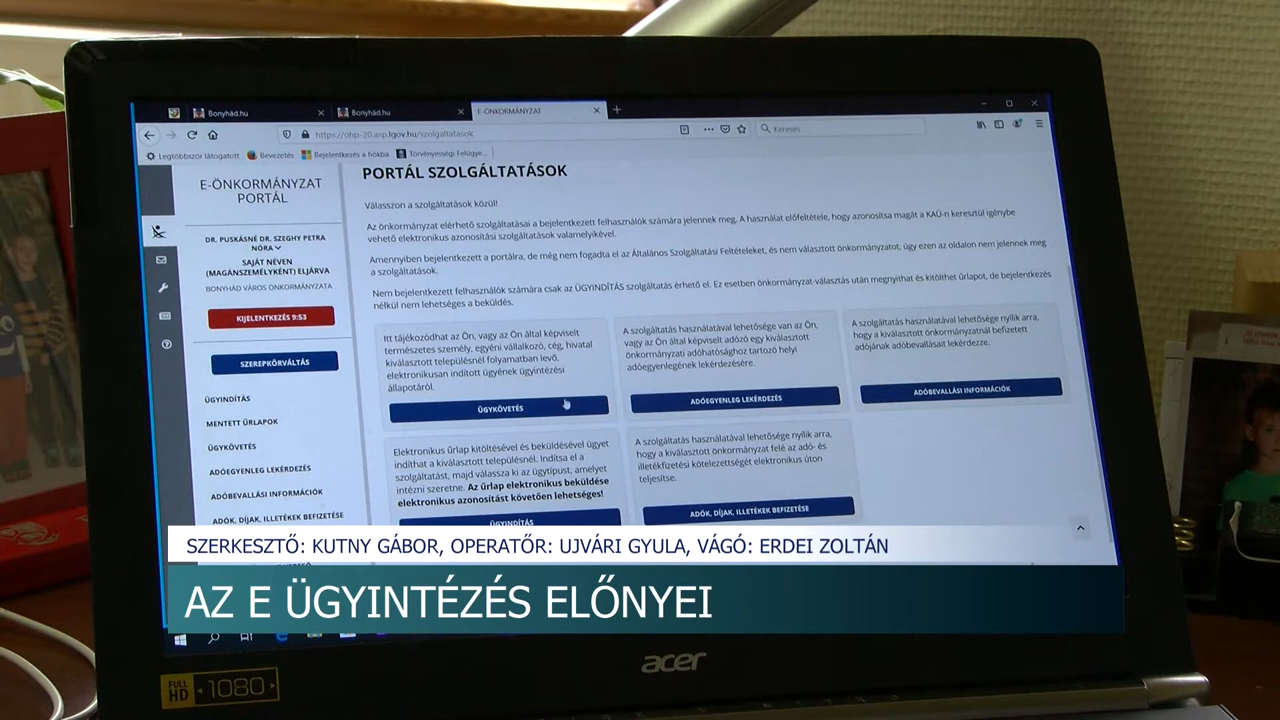 Bonyhád.hu
Bonyhád.hu
E-ÖNKORMÁNYZAT
https://ohp-20.asp.lgov.hu/szolgaltatasok
Keresés
Legtöbbször látogatott
Bevezetés
Bejelentkezés a fiókba
Törvényességi Felügye...
E-ÖNKORMÁNYZAT
PORTÁL
DR. PUSKÁSNÉ DR. SZEGHY PETRA
NÓRA
SAJÁT NÉVEN
(MAGÁNSZEMÉLYKÉNT) ELJÁRVA
BONYHÁD VÁROS ÖNKORMÁNYZATA
KIJELENTKEZÉS 9:53
SZEREPKÖRVÁLTÁS
ÜGYINDÍTÁS
MENTETT ŰRLAPOK
ÜGYKÖVETÉS
ADÓEGYENLEG LEKÉRDEZÉS
ADÓBEVALLÁSI INFORMÁCIÓK
ADÓK, DÍJAK, ILLETÉKEK BEFIZETÉSE
PORTÁL SZOLGÁLTATÁSOK
Válasszon a szolgáltatások közül!
Az önkormányzat elérhető szolgáltatásai a bejelentkezett felhasználók számára jelennek meg. A használat előfeltétele, hogy azonosítsa magát a KAÜ-n keresztül igénybe
vehető elektronikus azonosítási szolgáltatások valamelyikével.
Amennyiben bejelentkezett a portálra, de még nem fogadta el az Általános Szolgáltatási Feltételeket, és nem választott önkormányzatot, úgy ezen az oldalon nem jelennek meg
a szolgáltatások.
Nem bejelentkezett felhasználók számára csak az ÜGYINDÍTÁS szolgáltatás érhető el. Ez esetben önkormányzat-választás után megnyithat és kitölthet űrlapot, de bejelentkezés
nélkül nem lehetséges a beküldés.
Itt tájékozódhat az Ön, vagy az Ön által képviselt
természetes személy, egyéni vállalkozó, cég, hivatal
kiválasztott településnél folyamatban levő,
elektronikusan indított ügyének ügyintézési
állapotáról.
ÜGYKÖVETÉS
A szolgáltatás használatával lehetősége van az Ön,
vagy az Ön által képviselt adózó egy kiválasztott
önkormányzati adóhatósághoz tartozó helyi
adóegyenlegének lekérdezésére.
ADÓEGYENLEG LEKÉRDEZÉS
A szolgáltatás használatával lehetősége nyílik arra,
hogy a kiválasztott önkormányzatnál befizetett
adójának adóbevallásait lekérdezze.
ADÓBEVALLÁSI INFORMÁCIÓK
Elektronikus űrlap kitöltésével és beküldésével ügyet
indíthat a kiválasztott településnél. Indítsa el a
szolgáltatást, majd válassza ki az ügytípust, amelyet
intézni szeretne. Az űrlap elektronikus beküldése
elektronikus azonosítást követően lehetséges!
ÜGYINDÍTÁS
A szolgáltatás használatával lehetősége nyílik arra,
hogy a kiválasztott önkormányzat felé az adó- és
illetékfizetési kötelezettségét elektronikus úton
teljesítse.
ADÓK, DÍJAK, ILLETÉKEK BEFIZETÉSE
SZERKESZTŐ: KUTNY GÁBOR, OPERATŐR: UJVÁRI GYULA, VÁGÓ: ERDEI ZOLTÁN
AZ E ÜGYINTÉZÉS ELŐNYEI
acer
FULL HD 1080